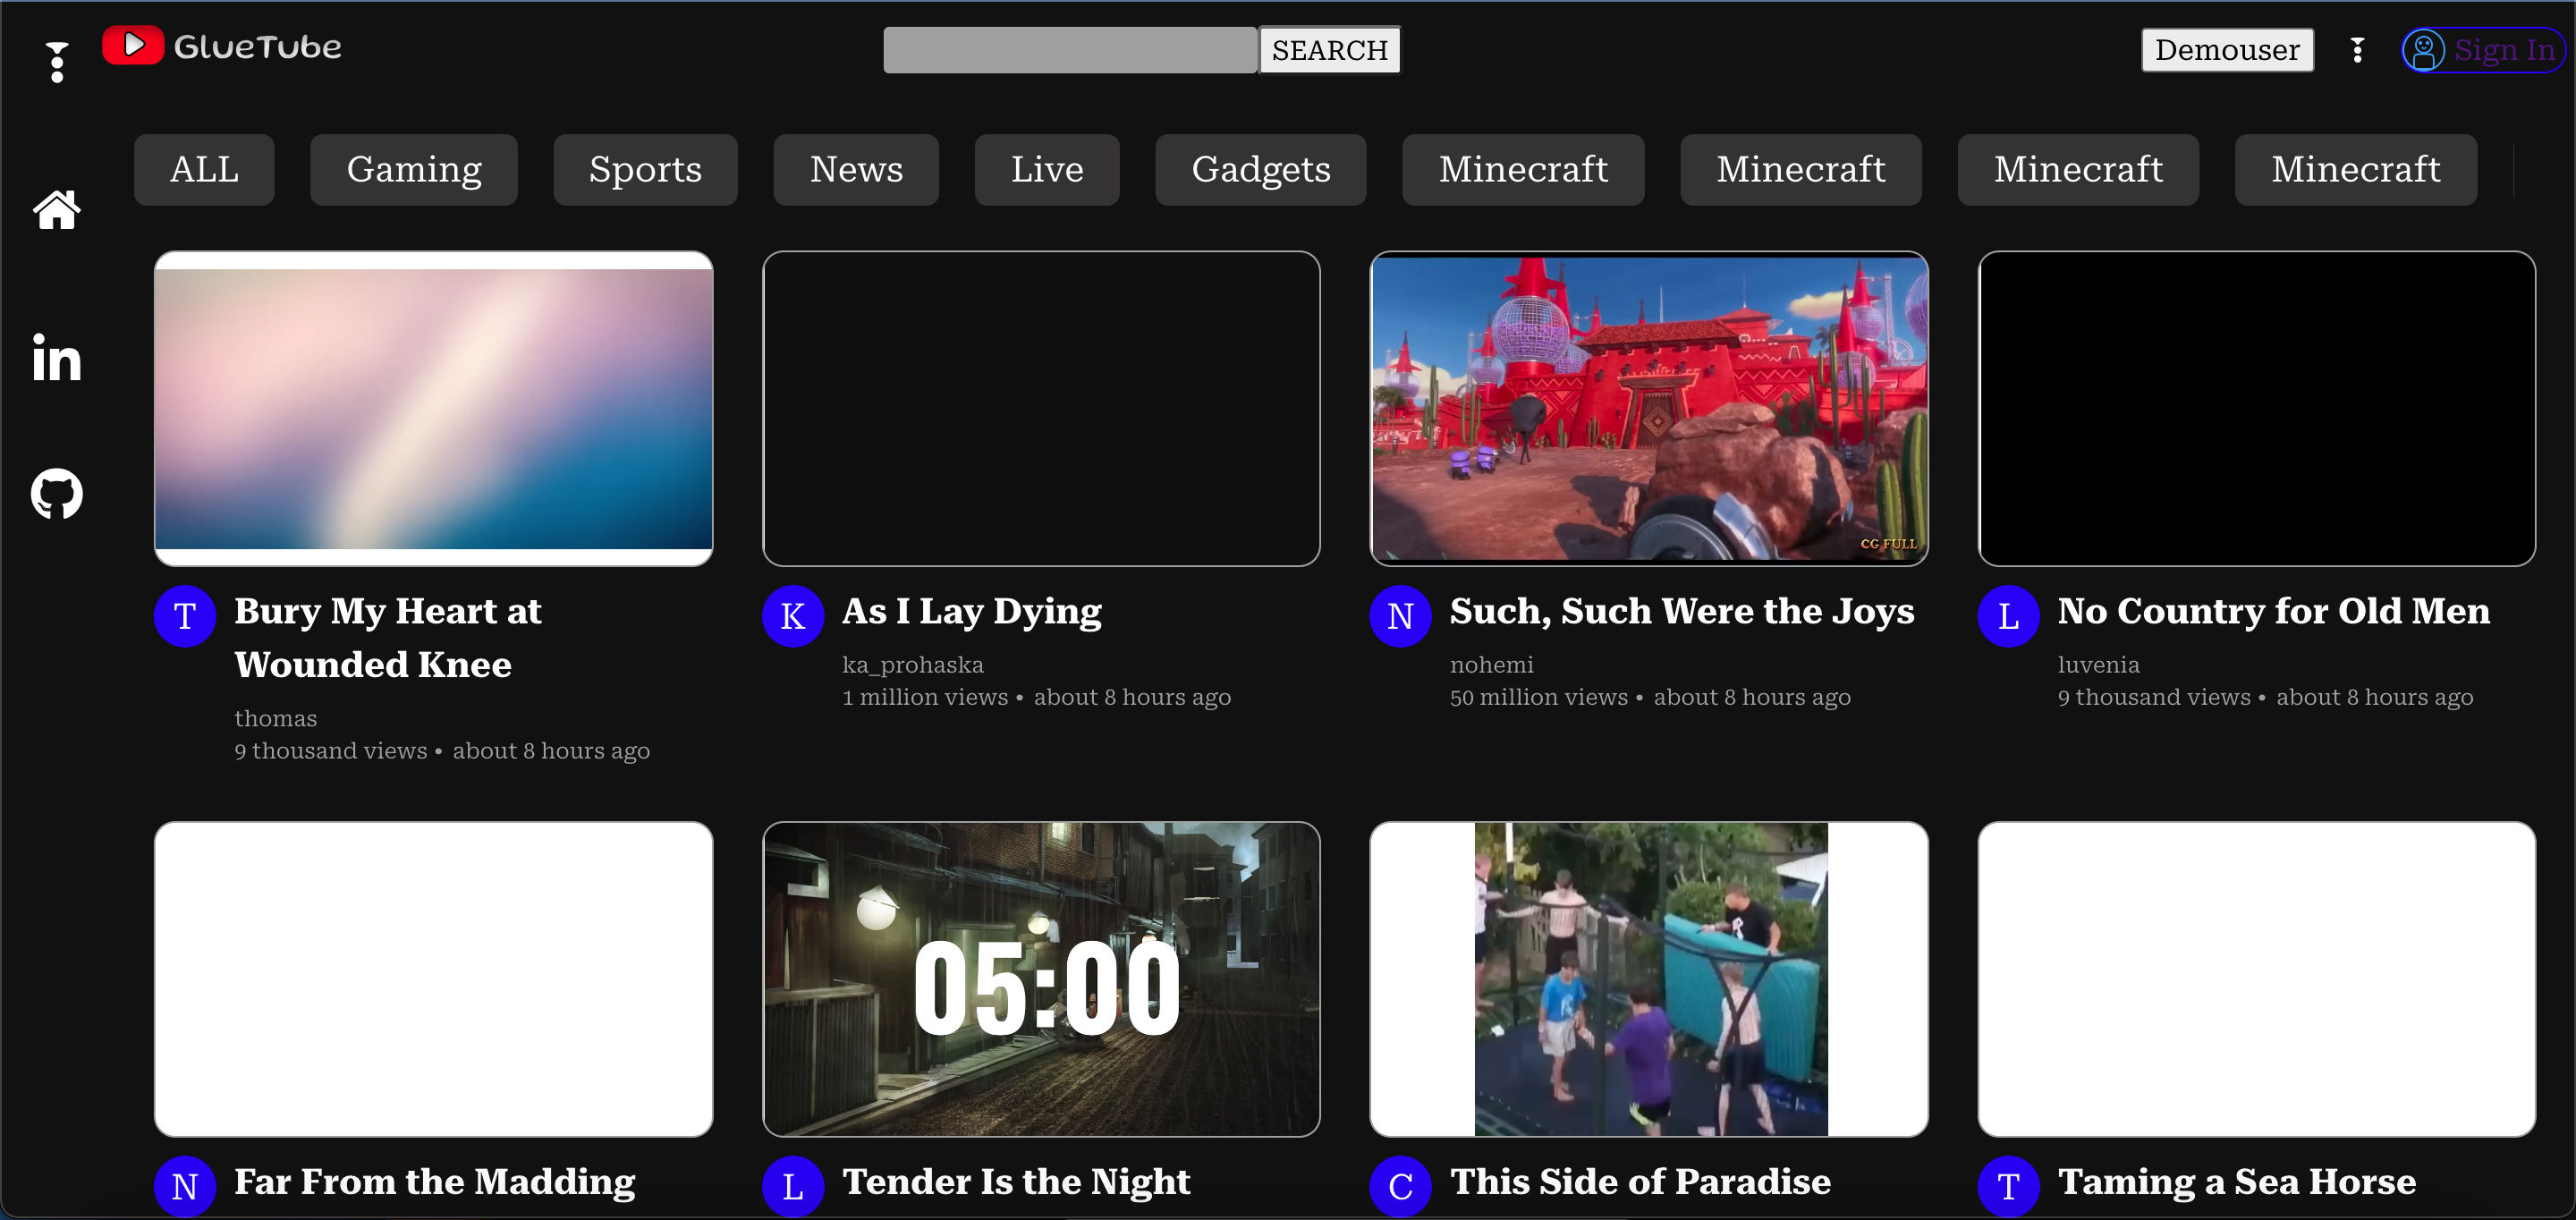 GlueTube
SEARCH
Demouser
Sign In
ALL
Gaming
Sports
News
Live
Gadgets
Minecraft
Minecraft
Minecraft
Minecraft
CG FULL
T
Bury My Heart at
Wounded Knee
thomas
9 thousand views • about 8 hours ago
K
As I Lay Dying
ka_prohaska
1 million views • about 8 hours ago
N
Such, Such Were the Joys
nohemi
50 million views • about 8 hours ago
L
No Country for Old Men
luvenia
9 thousand views • about 8 hours ago
05:00
N
Far From the Madding
L
Tender Is the Night
C
This Side of Paradise
T
Taming a Sea Horse